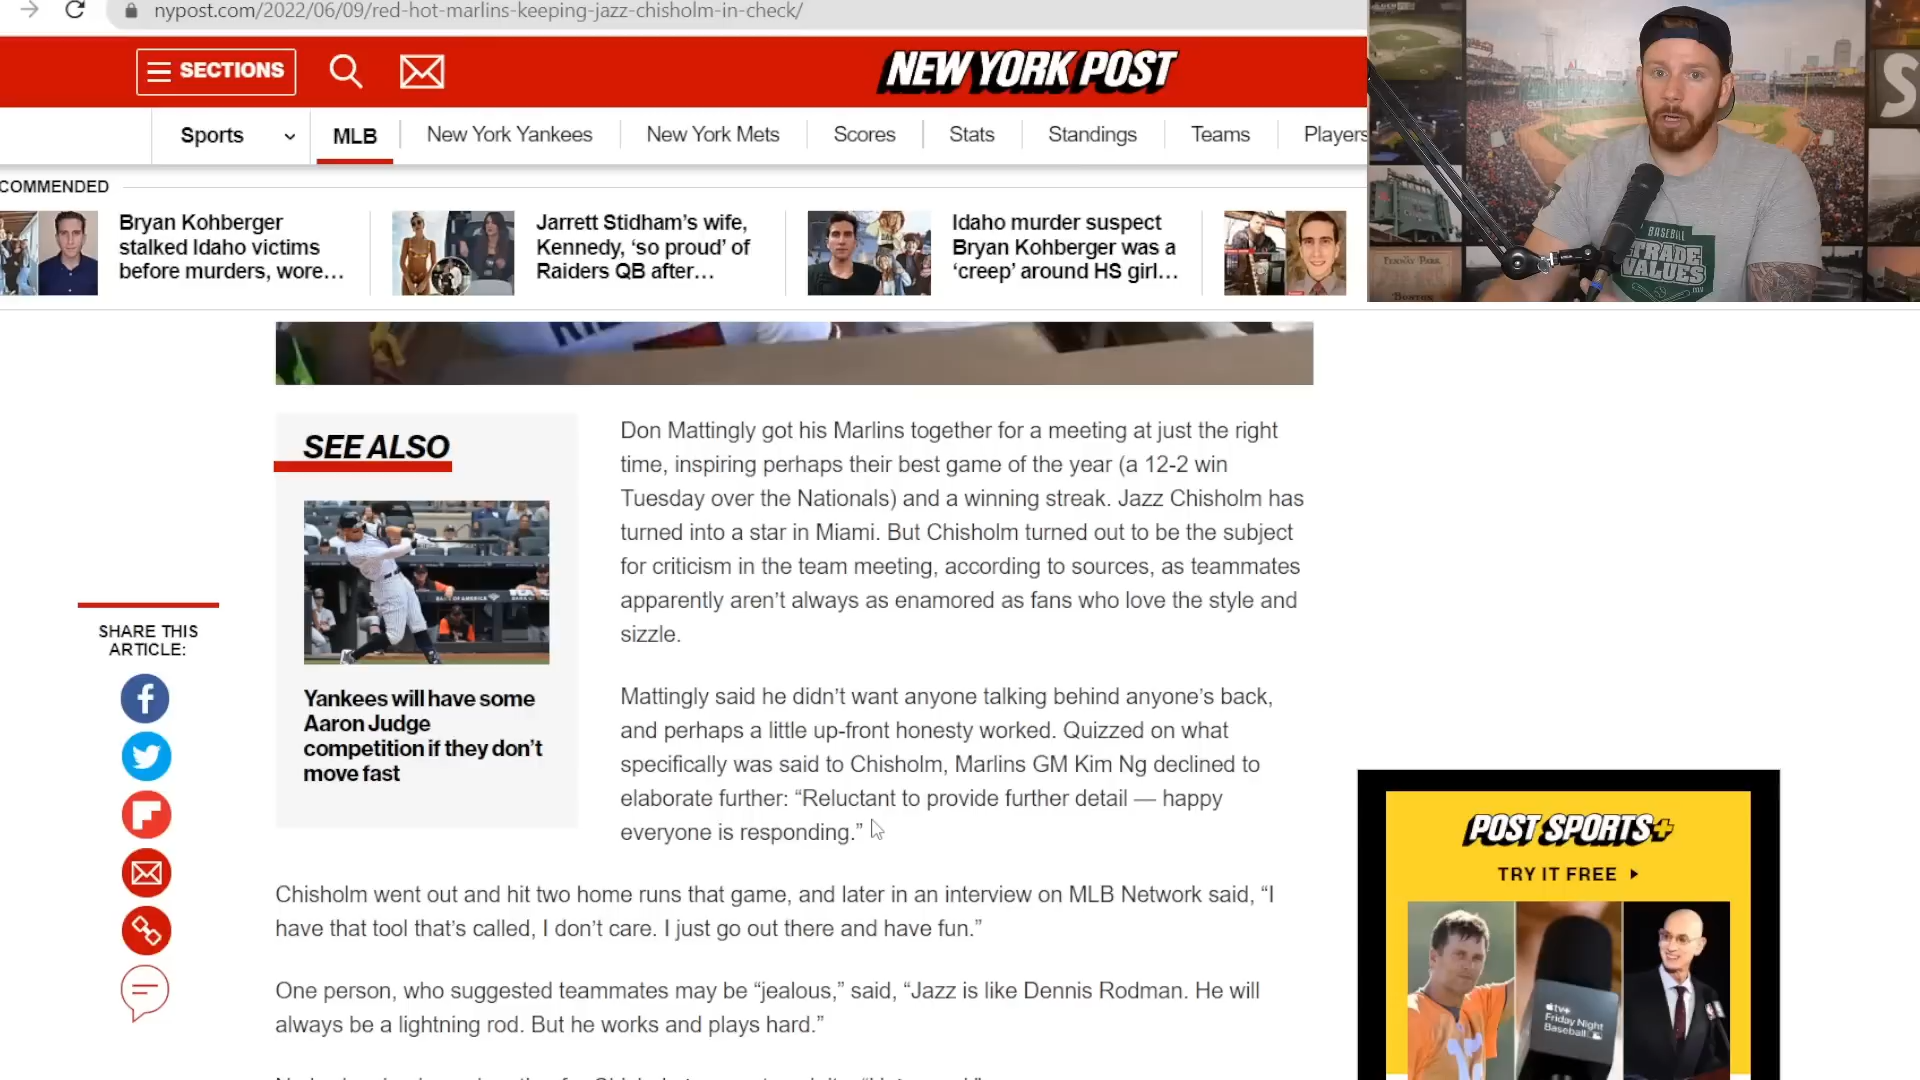 nypost.com/2022/06/09/red-hot-marlins-keeping-jazz-chisholm-in-check/
SECTIONS
NEW YORK POST
Sports
MLB
New York Yankees
New York Mets
Scores
Stats
Standings
Teams
Players
COMMENDED
Bryan Kohberger
stalked Idaho victims
before murders, wore...
Jarrett Stidham’s wife,
Kennedy, ‘so proud’ of
Raiders QB after...
Idaho murder suspect
Bryan Kohberger was a
‘creep’ around HS girl...
BASEBALL
TRADE
VALUES
FENWAY PARK
BOSTON
S
SEE ALSO
Yankees will have some
Aaron Judge
competition if they don’t
move fast
SHARE THIS
ARTICLE:
Don Mattingly got his Marlins together for a meeting at just the right
time, inspiring perhaps their best game of the year (a 12-2 win
Tuesday over the Nationals) and a winning streak. Jazz Chisholm has
turned into a star in Miami. But Chisholm turned out to be the subject
for criticism in the team meeting, according to sources, as teammates
apparently aren’t always as enamored as fans who love the style and
sizzle.
Mattingly said he didn’t want anyone talking behind anyone’s back,
and perhaps a little up-front honesty worked. Quizzed on what
specifically was said to Chisholm, Marlins GM Kim Ng declined to
elaborate further: “Reluctant to provide further detail — happy
everyone is responding.”
Chisholm went out and hit two home runs that game, and later in an interview on MLB Network said, “I
have that tool that’s called, I don’t care. I just go out there and have fun.”
One person, who suggested teammates may be “jealous,” said, “Jazz is like Dennis Rodman. He will
always be a lightning rod. But he works and plays hard.”
POST SPORTS+
TRY IT FREE
tv+
Friday Night
Baseball